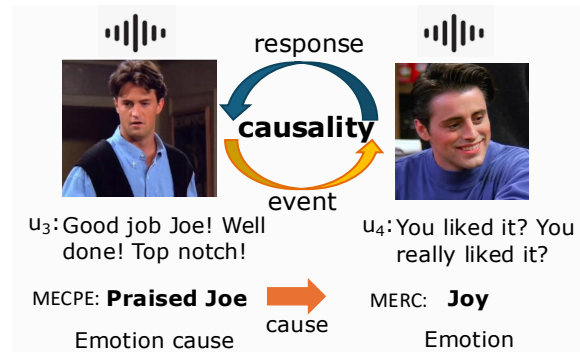 response
causality
event
u₃: Good job Joe! Well
done! Top notch!
u₄: You liked it? You
really liked it?
MECPE: Praised Joe
cause
MERC: Joy
Emotion cause
Emotion